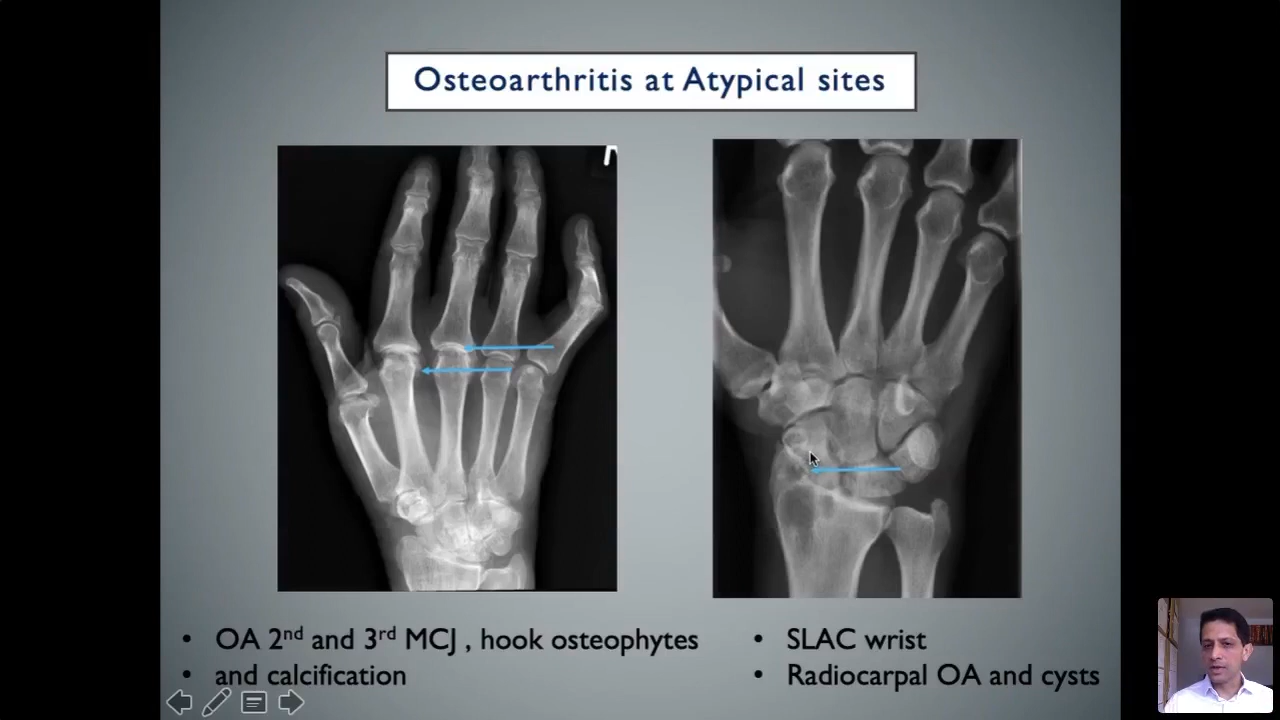 Osteoarthritis at Atypical sites
• OA 2nd and 3rd MCJ , hook osteophytes
• and calcification
• SLAC wrist
• Radiocarpal OA and cysts